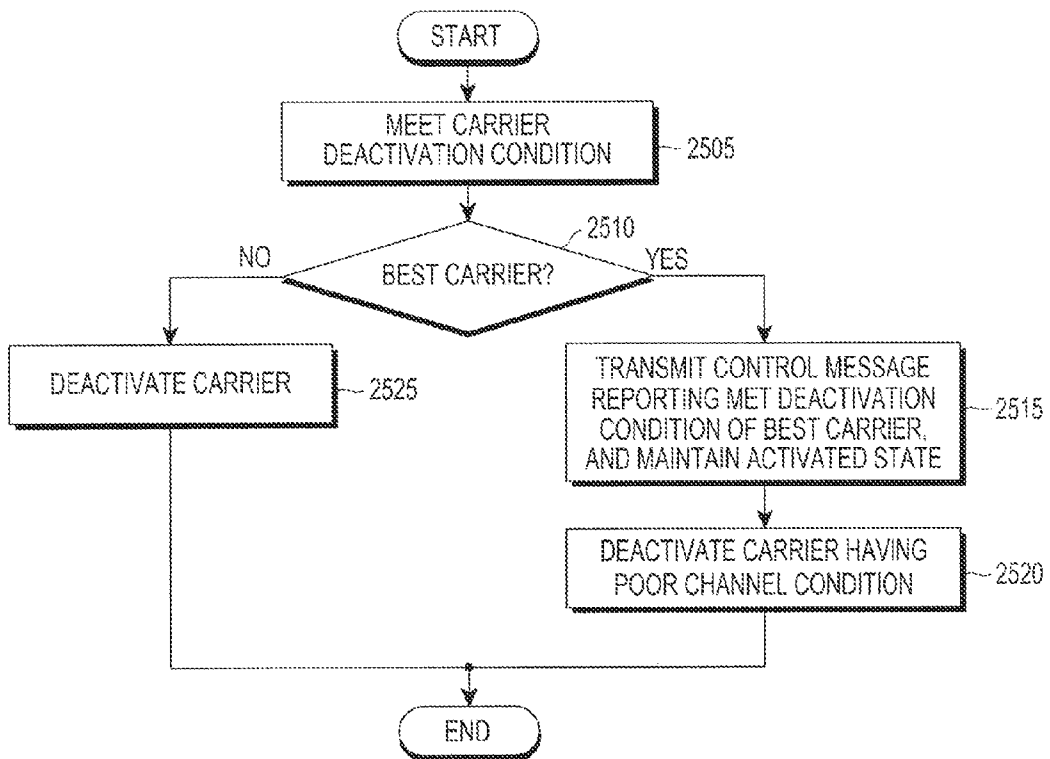 START
MEET CARRIER
DEACTIVATION CONDITION
2505
2510
NO
BEST CARRIER?
YES
DEACTIVATE CARRIER
2525
TRANSMIT CONTROL MESSAGE
REPORTING MET DEACTIVATION
CONDITION OF BEST CARRIER,
AND MAINTAIN ACTIVATED STATE
2515
DEACTIVATE CARRIER HAVING
POOR CHANNEL CONDITION
2520
END